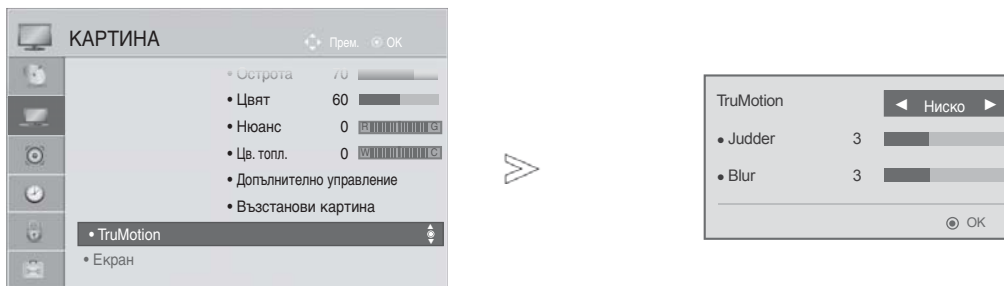 КАРТИНА
Прем. OK
• Острота 70
• Цвят 60
• Нюанс 0 R G
• Цв. топл. 0 W C
• Допълнително управление
• Възстанови картина
• TruMotion
• Екран
TruMotion ◄ Ниско ►
• Judder 3
• Blur 3
OK